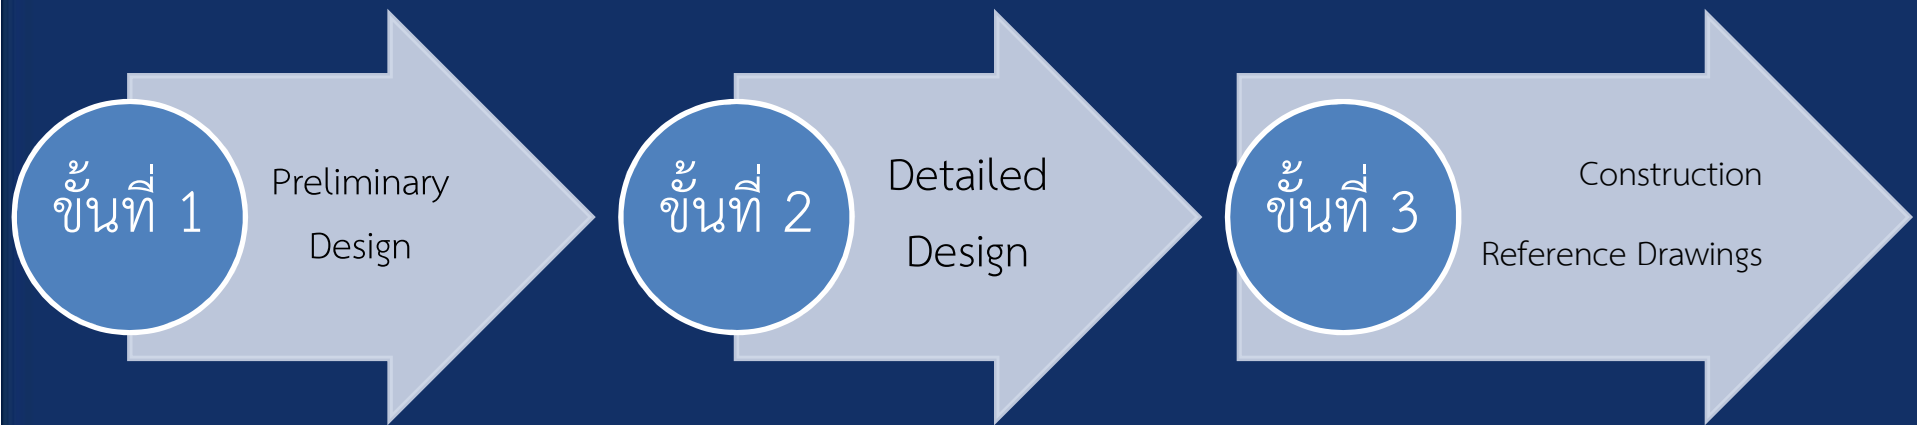 ขั้นที่ 1
Preliminary
Design
ขั้นที่ 2
Detailed
Design
ขั้นที่ 3
Construction
Reference Drawings